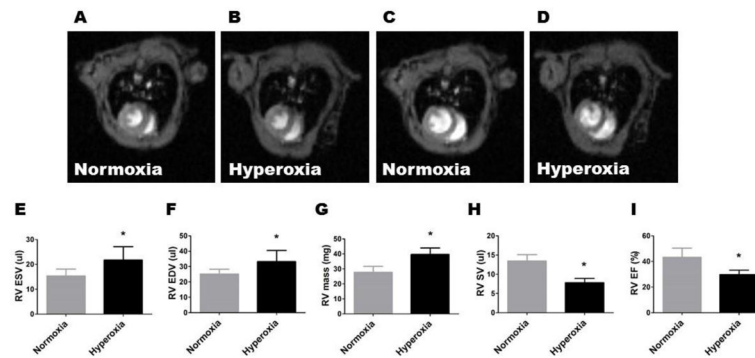 A B C D
Normoxia Hyperoxia Normoxia Hyperoxia
E F G H I
RV ESV (ul)
30
20
10
0
Normoxia
Hyperoxia
*
RV EDV (ul)
50
40
30
20
10
0
Normoxia
Hyperoxia
*
RV mass (mg)
50
40
30
20
10
0
Normoxia
Hyperoxia
*
RV SV (ul)
20
15
10
5
0
Normoxia
Hyperoxia
*
RV EF (%)
60
40
20
0
Normoxia
Hyperoxia
*